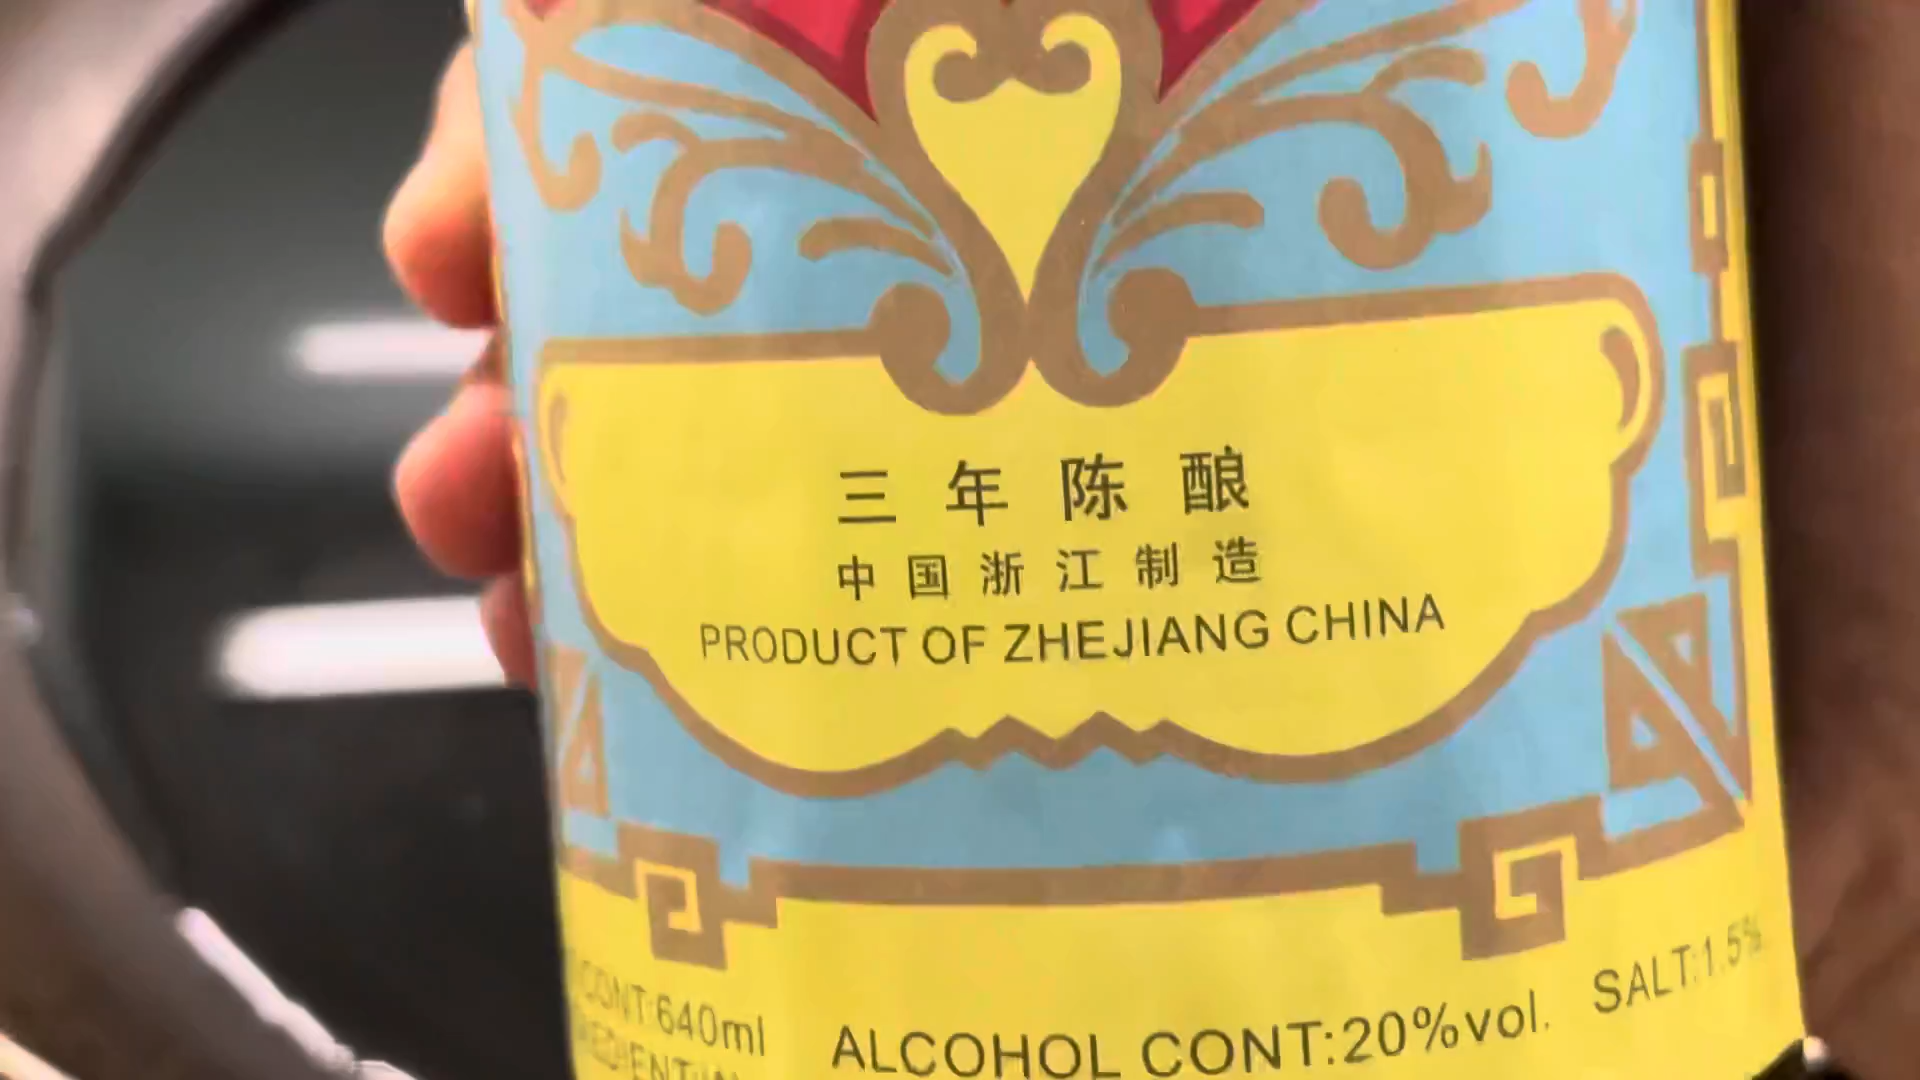 三年陈酿
中国浙江制造
PRODUCT OF ZHEJIANG CHINA
CONT:640ml
ALCOHOL CONT:20%vol.
SALT:1.5%